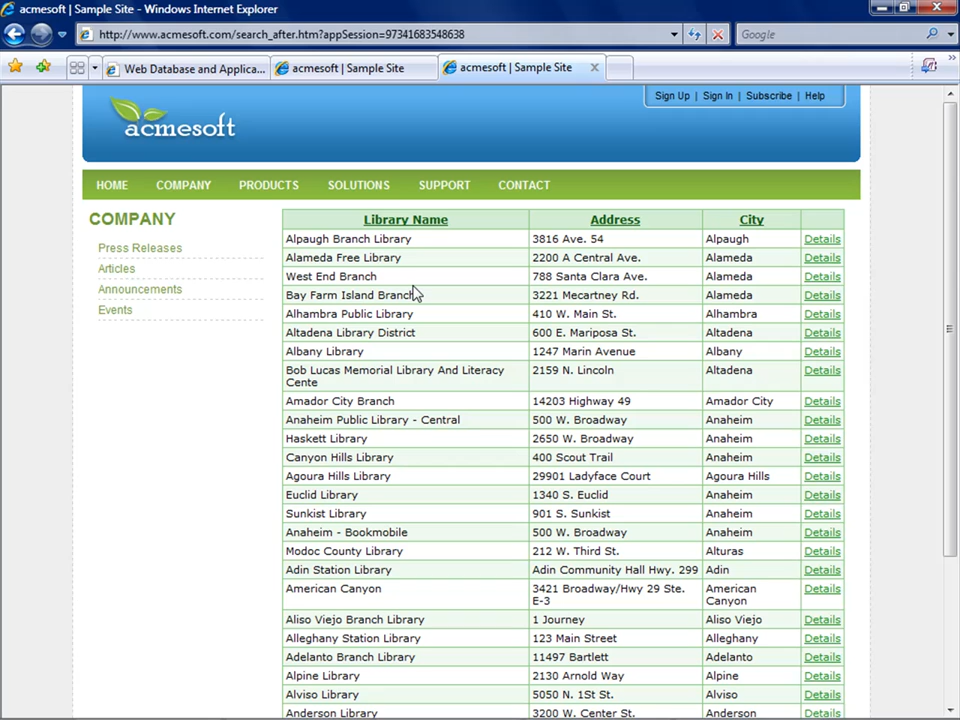 acmesoft | Sample Site - Windows Internet Explorer
http://www.acmesoft.com/search_after.htm?appSession=97341683548638
Google
Web Database and Applica...
acmesoft | Sample Site
acmesoft | Sample Site
Sign Up | Sign In | Subscribe | Help
acmesoft
HOME COMPANY PRODUCTS SOLUTIONS SUPPORT CONTACT
COMPANY
Press Releases
Articles
Announcements
Events
Library Name Address City
Alpaugh Branch Library 3816 Ave. 54 Alpaugh Details
Alameda Free Library 2200 A Central Ave. Alameda Details
West End Branch 788 Santa Clara Ave. Alameda Details
Bay Farm Island Branch 3221 Mecartney Rd. Alameda Details
Alhambra Public Library 410 W. Main St. Alhambra Details
Altadena Library District 600 E. Mariposa St. Altadena Details
Albany Library 1247 Marin Avenue Albany Details
Bob Lucas Memorial Library And Literacy 2159 N. Lincoln Altadena Details
Cente
Amador City Branch 14203 Highway 49 Amador City Details
Anaheim Public Library - Central 500 W. Broadway Anaheim Details
Haskett Library 2650 W. Broadway Anaheim Details
Canyon Hills Library 400 Scout Trail Anaheim Details
Agoura Hills Library 29901 Ladyface Court Agoura Hills Details
Euclid Library 1340 S. Euclid Anaheim Details
Sunkist Library 901 S. Sunkist Anaheim Details
Anaheim - Bookmobile 500 W. Broadway Anaheim Details
Modoc County Library 212 W. Third St. Alturas Details
Adin Station Library Adin Community Hall Hwy. 299 Adin Details
American Canyon 3421 Broadway/Hwy 29 Ste. American Details
E-3 Canyon
Aliso Viejo Branch Library 1 Journey Aliso Viejo Details
Alleghany Station Library 123 Main Street Alleghany Details
Adelanto Branch Library 11497 Bartlett Adelanto Details
Alpine Library 2130 Arnold Way Alpine Details
Alviso Library 5050 N. 1St St. Alviso Details
Anderson Library 3200 W. Center St. Anderson Details